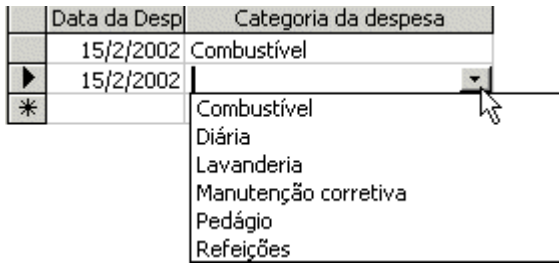 Data da Desp Categoria da despesa
15/2/2002 Combustível
15/2/2002
Combustível
Diária
Lavanderia
Manutenção corretiva
Pedágio
Refeições